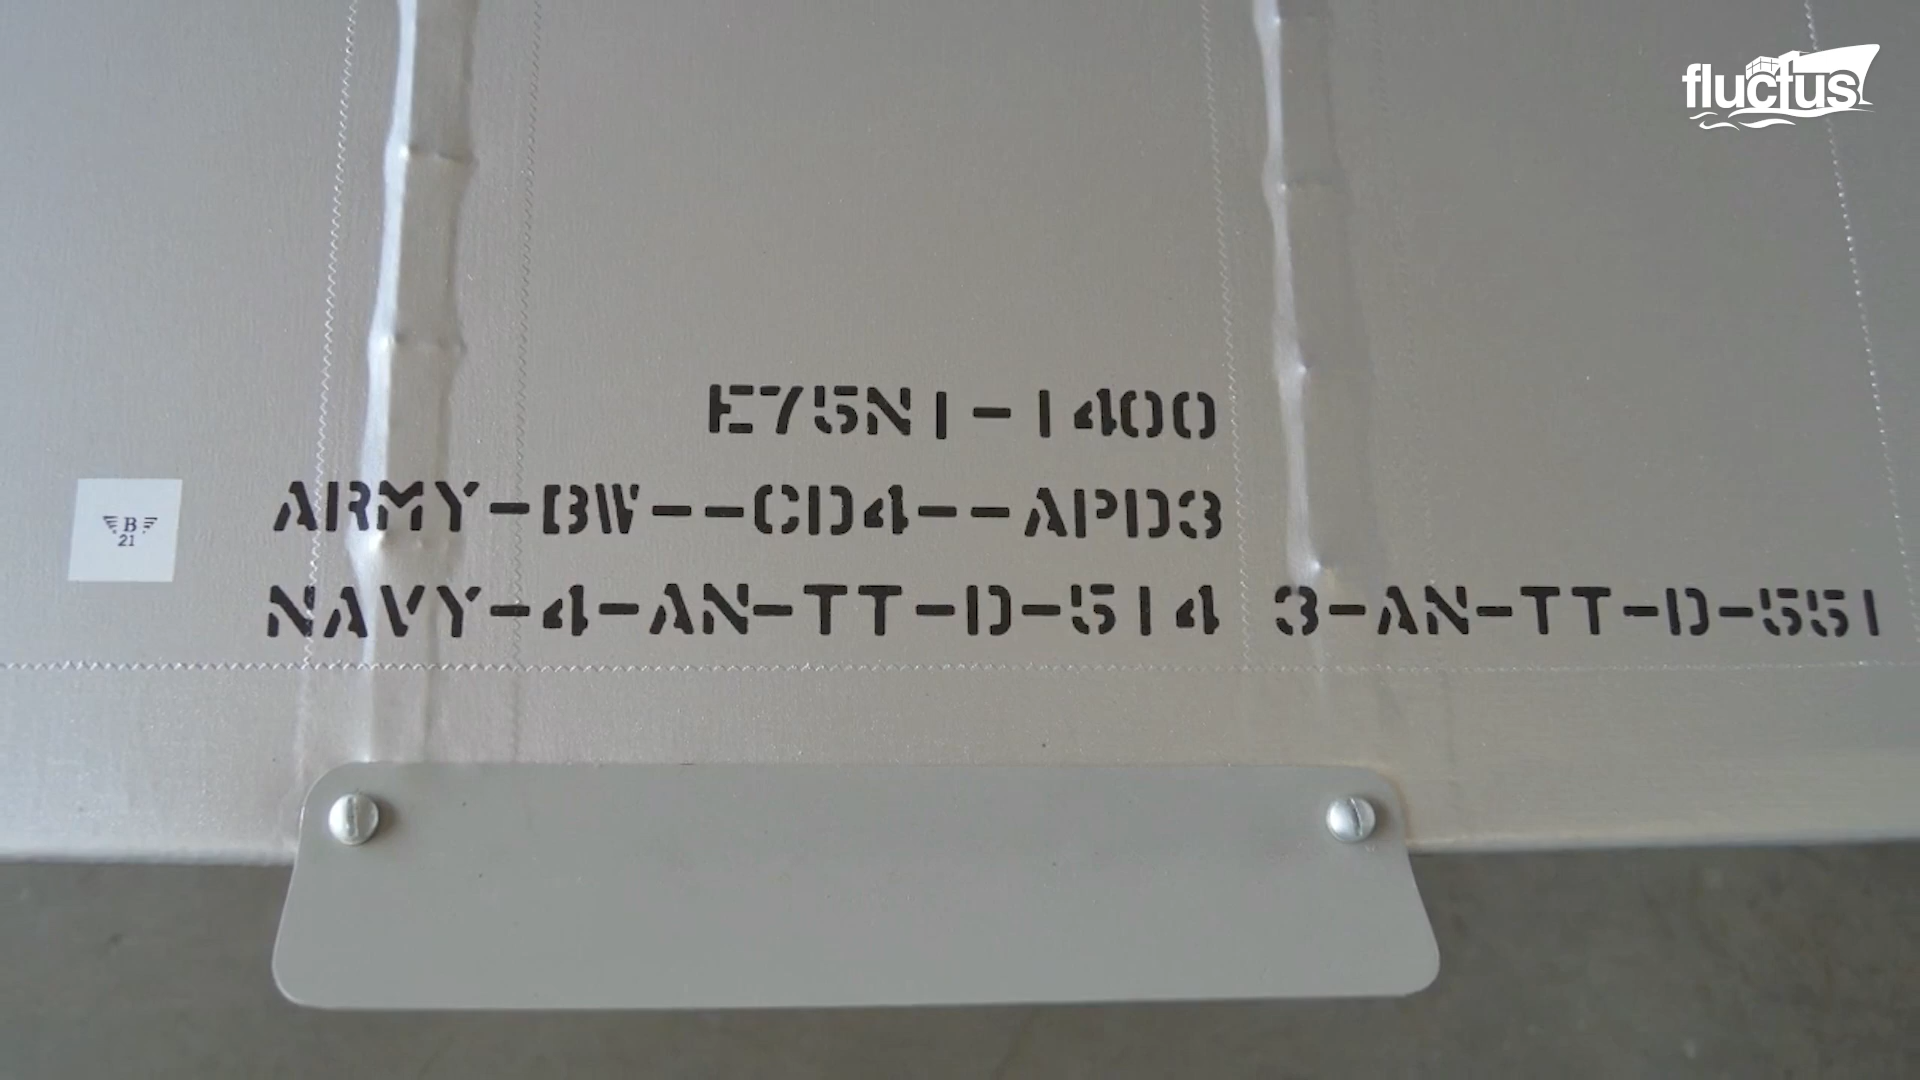 fluctus
E75N1-1400
ARMY-BW--CD4--APD3
B
21
NAVY-4-AN-TT-D-514 3-AN-TT-D-551